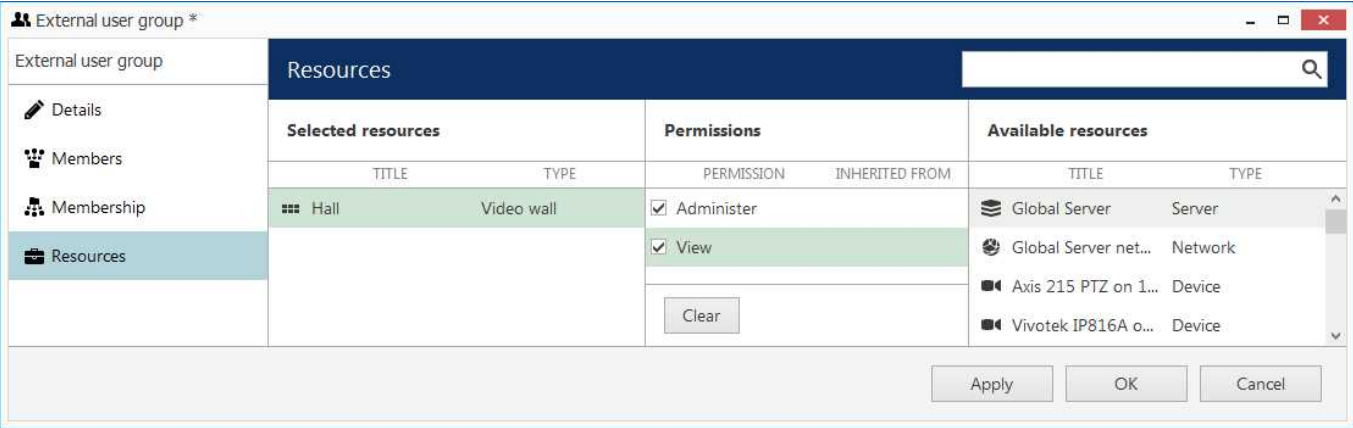 External user group *
External user group
Details
Members
Membership
Resources
Resources
Selected resources
TITLE TYPE
Hall Video wall
Permissions
PERMISSION INHERITED FROM
Administer
View
Clear
Available resources
TITLE TYPE
Global Server Server
Global Server net... Network
Axis 215 PTZ on 1... Device
Vivotek IP816A o... Device
Apply OK Cancel